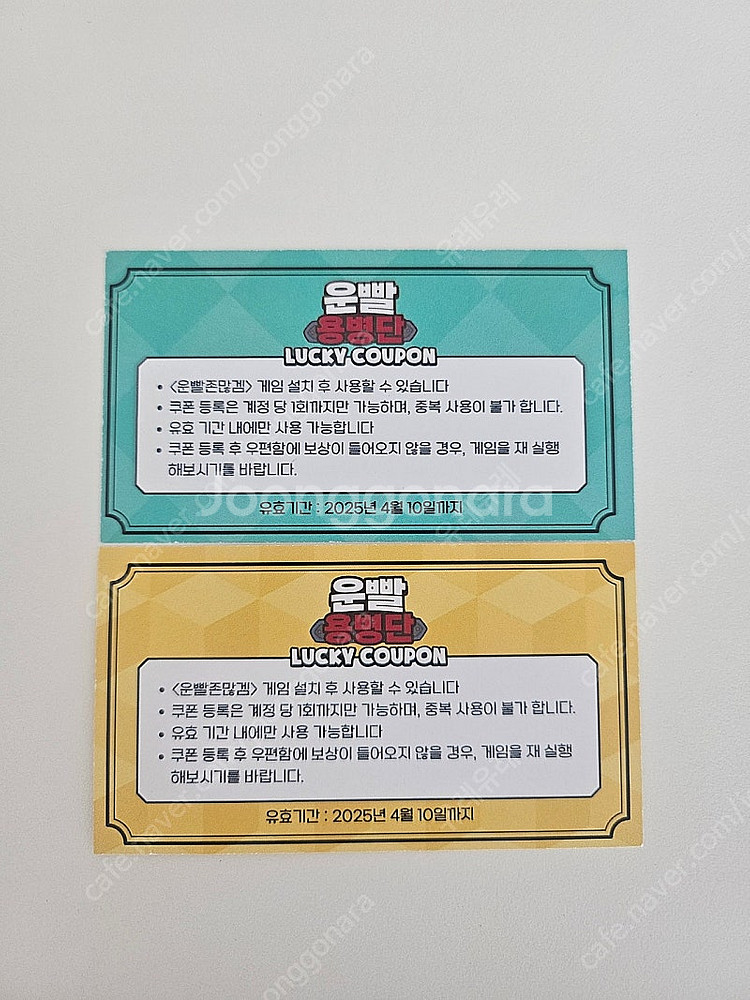 운빨
용병단
LUCKY COUPON
• <운빨존많겜> 게임 설치 후 사용할 수 있습니다
• 쿠폰 등록은 계정 당 1회까지만 가능하며, 중복 사용이 불가 합니다.
• 유효 기간 내에만 사용 가능합니다
• 쿠폰 등록 후 우편함에 보상이 들어오지 않을 경우, 게임을 재 실행
해보시기를 바랍니다.
유효기간 : 2025년 4월 10일까지
운빨
용병단
LUCKY COUPON
• <운빨존많겜> 게임 설치 후 사용할 수 있습니다
• 쿠폰 등록은 계정 당 1회까지만 가능하며, 중복 사용이 불가 합니다.
• 유효 기간 내에만 사용 가능합니다
• 쿠폰 등록 후 우편함에 보상이 들어오지 않을 경우, 게임을 재 실행
해보시기를 바랍니다.
유효기간 : 2025년 4월 10일까지
Joonggonara
cafe.naver.com/joonggonara
유레유레